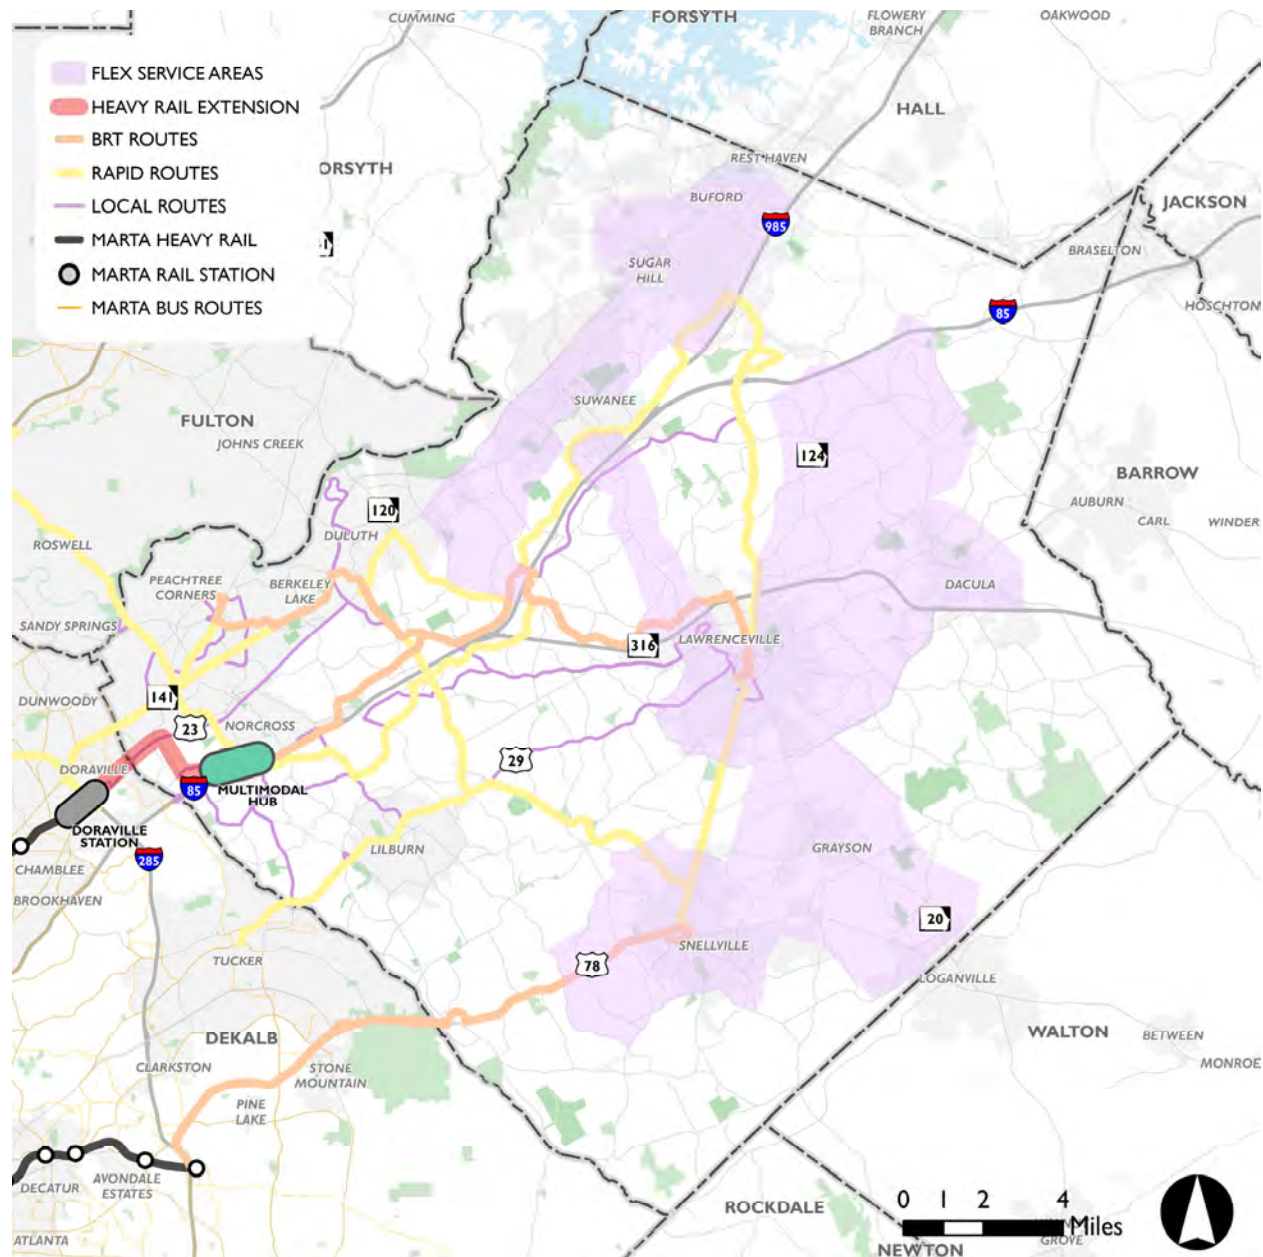 CUMMING
FORSYTH
FLOWERY
BRANCH
OAKWOOD
FLEX SERVICE AREAS
HEAVY RAIL EXTENSION
BRT ROUTES
RAPID ROUTES
LOCAL ROUTES
MARTA HEAVY RAIL
MARTA RAIL STATION
MARTA BUS ROUTES
ORSYTH
HALL
REST HAVEN
BUFORD
985
JACKSON
BRASELTON
SUGAR
HILL
85
HOSCHTON
SUWANEE
FULTON
JOHNS CREEK
124
BARROW
120
AUBURN
CARL
WINDER
DULUTH
ROSWELL
PEACHTREE
CORNERS
BERKELEY
LAKE
DACULA
SANDY SPRINGS
316
LAWRENCEVILLE
DUNWOODY
141
23
NORCROSS
29
DORAVILLE
85
MULTIMODAL
HUB
DORAVILLE
STATION
285
LILBURN
GRAYSON
CHAMBLEE
BROOKHAVEN
20
TUCKER
SNELLVILLE
78
LOGANVILLE
DEKALB
WALTON
BETWEEN
MONROE
CLARKSTON
STONE
MOUNTAIN
PINE
LAKE
DECATUR
AVONDALE
ESTATES
ROCKDALE
0 1 2 4
Miles
GROVE
ATLANTA
NEWTON